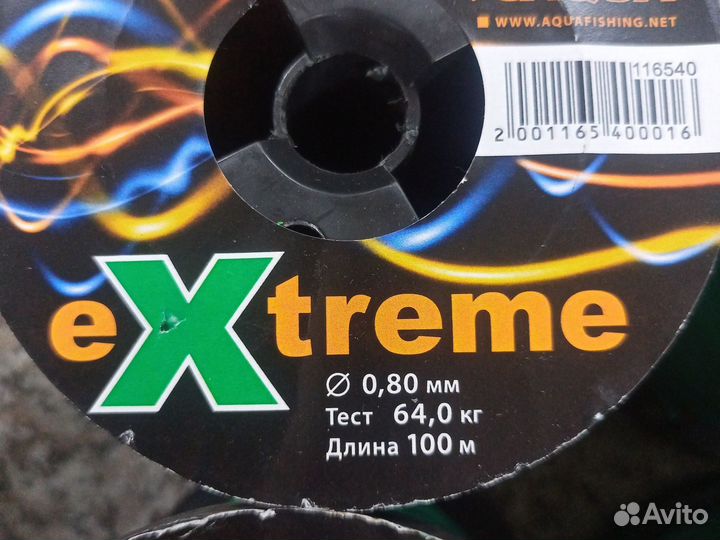 WWW.AQUAFISHING.NET
116540
2 001165 400016
eXtreme
Ø 0,80 мм
Тест 64,0 кг
Длина 100 м
Avito